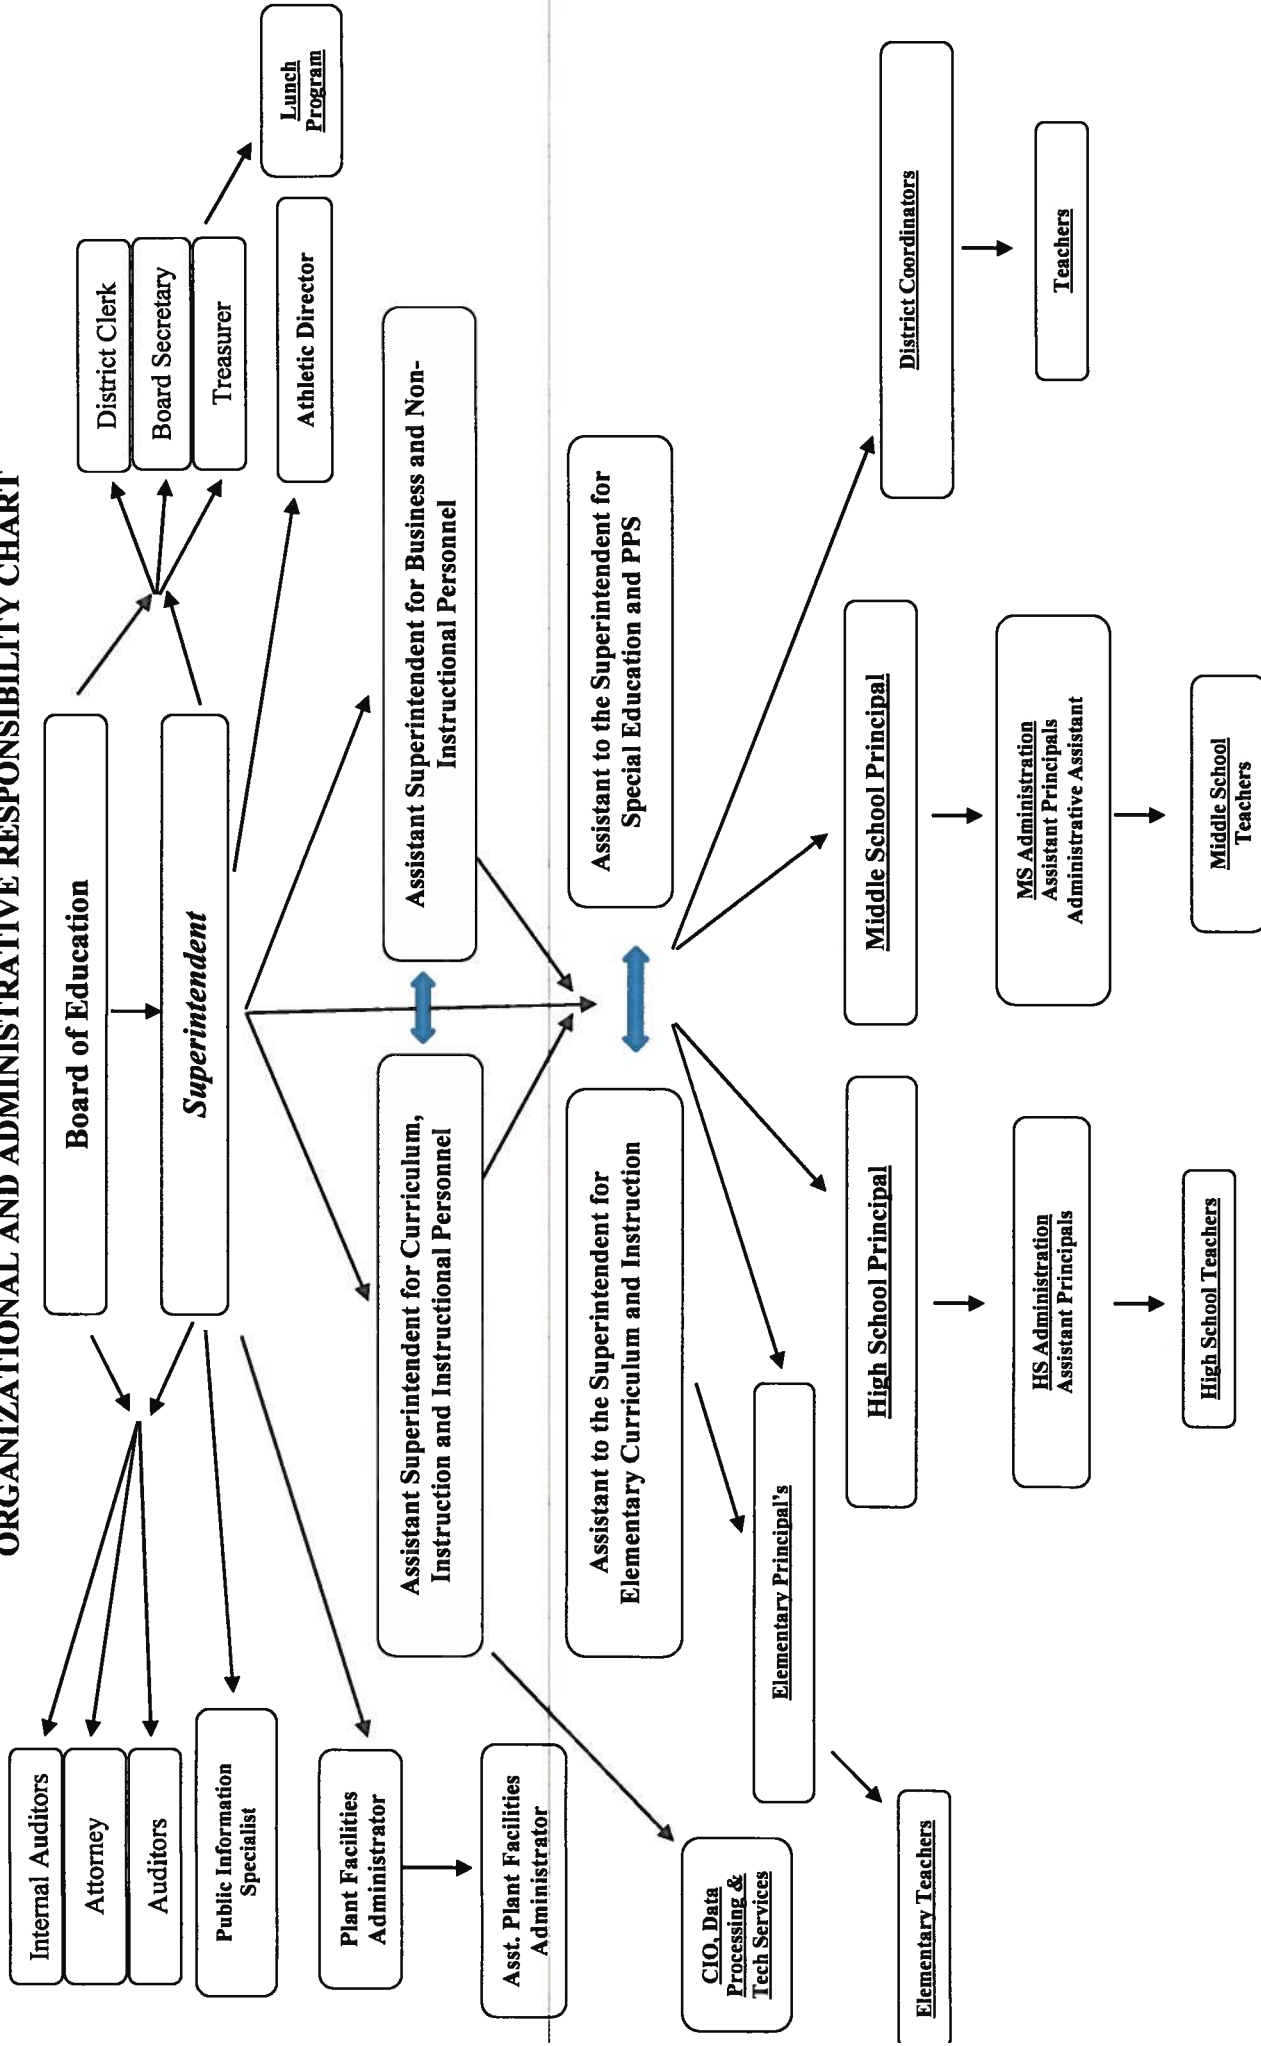 ORGANIZATIONAL AND ADMINISTRATIVE RESPONSIBILITY CHART
Internal Auditors
Attorney
Auditors
Public Information
Specialist
Board of Education
Superintendent
District Clerk
Board Secretary
Treasurer
Lunch
Program
Athletic Director
Plant Facilities
Administrator
Asst. Plant Facilities
Administrator
Assistant Superintendent for Curriculum,
Instruction and Instructional Personnel
Assistant Superintendent for Business and Non-
Instructional Personnel
Assistant to the Superintendent for
Elementary Curriculum and Instruction
Assistant to the Superintendent for
Special Education and PPS
CIO, Data
Processing &
Tech Services
Elementary Principal's
Elementary Teachers
High School Principal
Middle School Principal
District Coordinators
HS Administration
Assistant Principals
MS Administration
Assistant Principals
Administrative Assistant
Teachers
High School Teachers
Middle School
Teachers